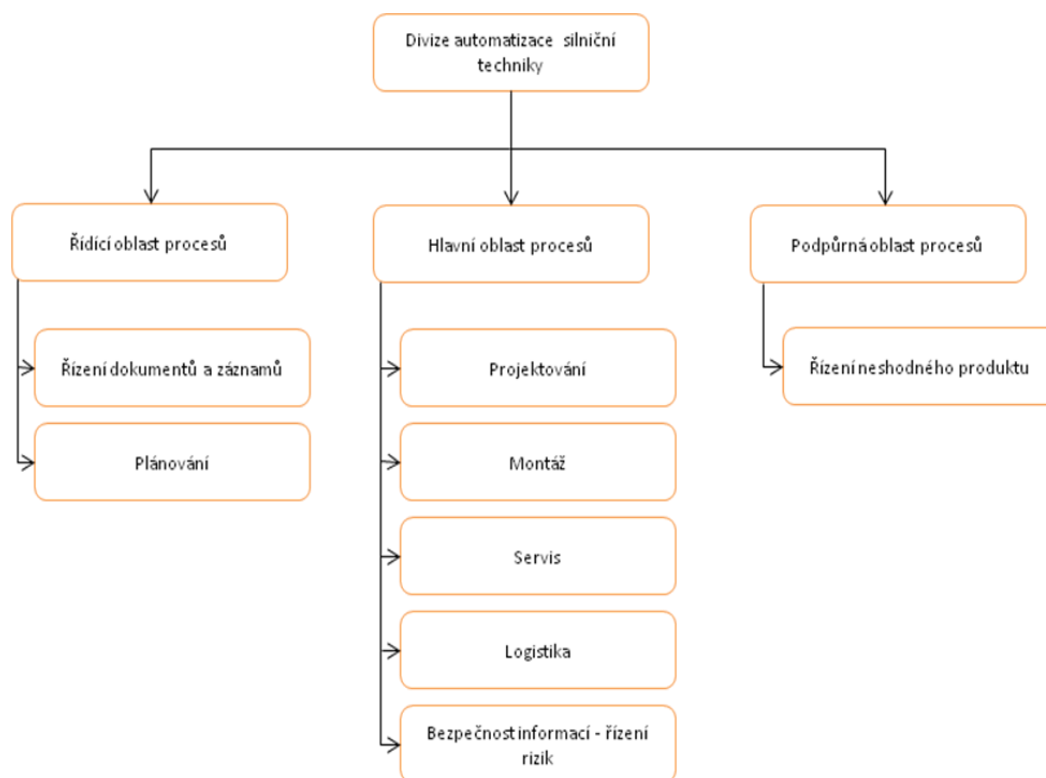 Divize automatizace silniční
techniky
Řídící oblast procesů
Hlavní oblast procesů
Podpůrná oblast procesů
Řízení dokumentů a záznamů
Plánování
Projektování
Montáž
Servis
Logistika
Bezpečnost informací - řízení
rizik
Řízení neshodného produktu